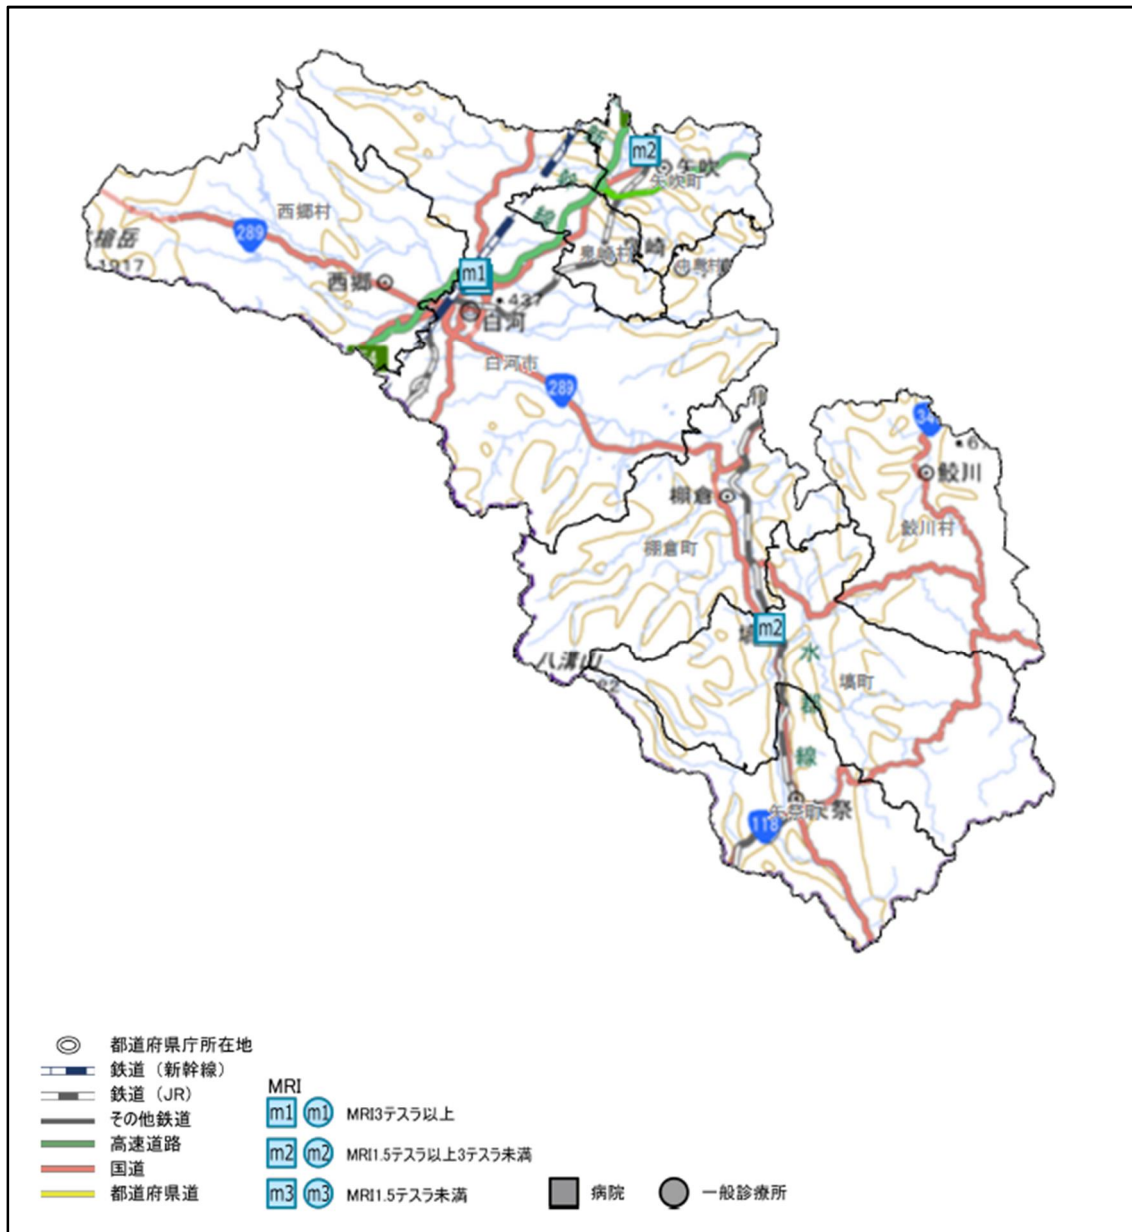 新
幹
線
m2
矢吹
矢吹町
西郷村
289
泉崎村
中島村
1917
m1
西郷
・437
白河
白河市
289
鮫川
棚倉
鮫川村
棚倉町
m2
水
郡
線
八溝山
塙町
矢祭町
118
都道府県庁所在地
鉄道（新幹線）
鉄道（JR）
その他鉄道
高速道路
国道
都道府県道
MRI
m1 m1 MRI3テスラ以上
m2 m2 MRI1.5テスラ以上3テスラ未満
m3 m3 MRI1.5テスラ未満
病院
一般診療所